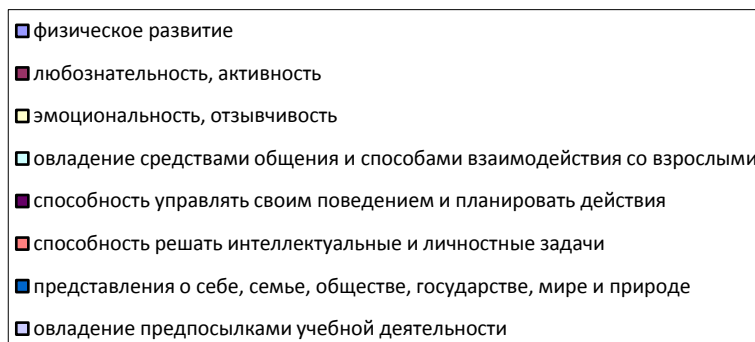 физическое развитие
любознательность, активность
эмоциональность, отзывчивость
овладение средствами общения и способами взаимодействия со взрослыми
способность управлять своим поведением и планировать действия
способность решать интеллектуальные и личностные задачи
представления о себе, семье, обществе, государстве, мире и природе
овладение предпосылками учебной деятельности